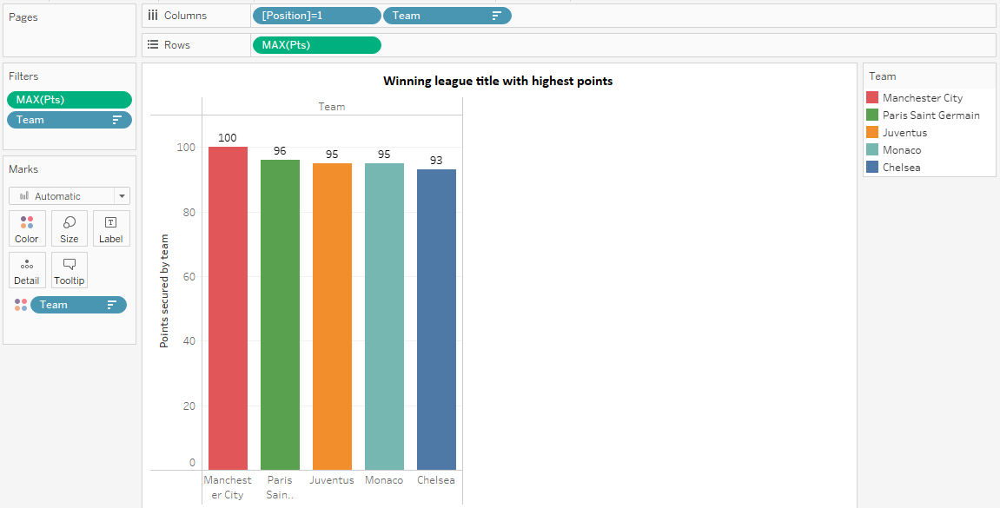 Pages
Columns
[Position]=1
Team
Rows
MAX(Pts)
Filters
MAX(Pts)
Team
Marks
Automatic
Color
Size
Label
Detail
Tooltip
Team
Winning league title with highest points
Team
Points secured by team
100
80
60
40
20
0
100
96
95
95
93
Manchest
er City
Paris
Sain..
Juventus
Monaco
Chelsea
Team
Manchester City
Paris Saint Germain
Juventus
Monaco
Chelsea